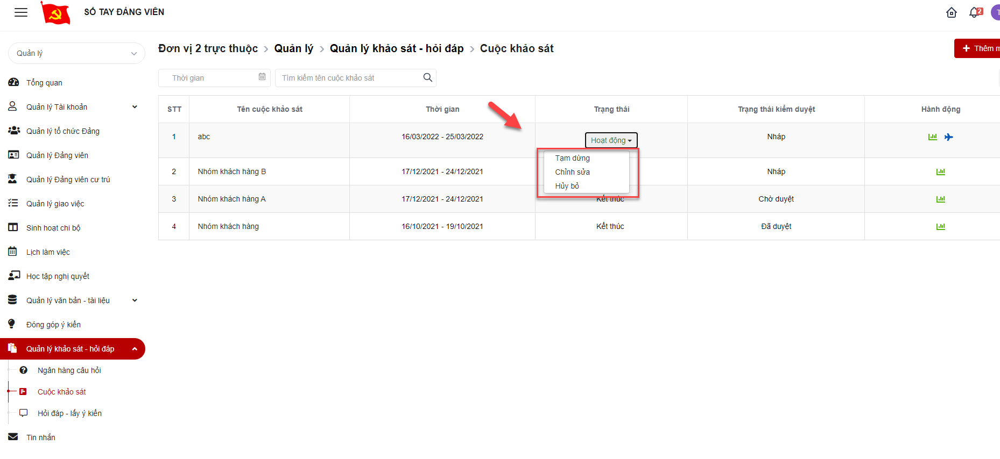 SỔ TAY ĐẢNG VIÊN
2
T
Quản lý
Đơn vị 2 trực thuộc > Quản lý > Quản lý khảo sát - hỏi đáp > Cuộc khảo sát
Thêm m
Thời gian
Tìm kiếm tên cuộc khảo sát
Tổng quan
Quản lý Tài khoản
Quản lý tổ chức Đảng
Quản lý Đảng viên
Quản lý Đảng viên cư trú
Quản lý giao việc
Sinh hoạt chi bộ
Lịch làm việc
Học tập nghị quyết
Quản lý văn bản - tài liệu
Đóng góp ý kiến
Quản lý khảo sát - hỏi đáp
Ngân hàng câu hỏi
Cuộc khảo sát
Hỏi đáp - lấy ý kiến
Tin nhắn
STT Tên cuộc khảo sát Thời gian Trạng thái Trạng thái kiểm duyệt Hành động
1 abc 16/03/2022 - 25/03/2022 Hoạt động Nháp
Tạm dừng
Chỉnh sửa
Hủy bỏ
2 Nhóm khách hàng B 17/12/2021 - 24/12/2021 Nháp
3 Nhóm khách hàng A 17/12/2021 - 24/12/2021 Kết thúc Chờ duyệt
4 Nhóm khách hàng 16/10/2021 - 19/10/2021 Kết thúc Đã duyệt